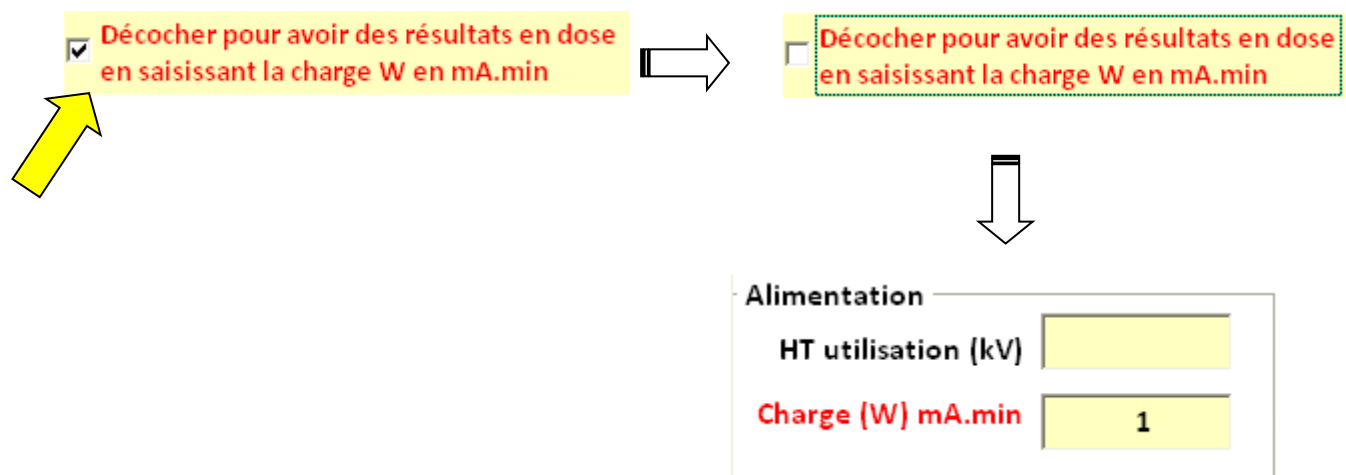 Décocher pour avoir des résultats en dose
en saisissant la charge W en mA.min
Décocher pour avoir des résultats en dose
en saisissant la charge W en mA.min
Alimentation
HT utilisation (kV)
Charge (W) mA.min 1